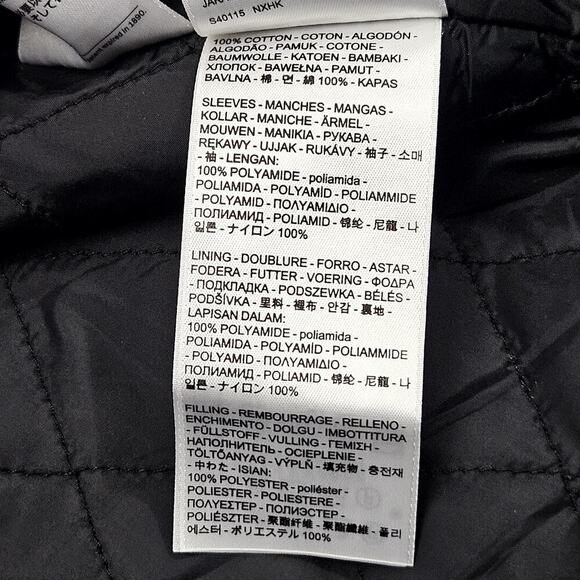 expired in 1890.
S40115 NXHK
100% COTTON - COTON - ALGODÓN -
ALGODÃO - PAMUK - COTONE -
BAUMWOLLE - KATOEN - BAMBAKI -
ХЛОПОК - BAWEŁNA - PAMUT -
BAVLNA - 棉 - 면 - 綿 100% - KAPAS
SLEEVES - MANCHES - MANGAS -
KOLLAR - MANICHE - ÄRMEL -
MOUWEN - MANIKIA - РУКАВА -
RĘKAWY - UJJAK - RUKÁVY - 袖子 - 소매
- 袖 - LENGAN:
100% POLYAMIDE - poliamida -
POLIAMIDA - POLYAMİD - POLIAMMIDE
- POLYAMID - ΠΟΛΥΑΜΙΔΙΟ -
ПОЛИАМИД - POLIAMID - 锦纶 - 尼龍 - 나
일론 - ナイロン 100%
LINING - DOUBLURE - FORRO - ASTAR -
FODERA - FUTTER - VOERING - ΦΟΔΡΑ
- ПОДКЛАДКА - PODSZEWKA - BÉLÉS -
PODŠÍVKA - 里料 - 裡布 - 안감 - 裏地 -
LAPISAN DALAM:
100% POLYAMIDE - poliamida -
POLIAMIDA - POLYAMİD - POLIAMMIDE
- POLYAMID - ΠΟΛΥΑΜΙΔΙΟ -
ПОЛИАМИД - POLIAMID - 锦纶 - 尼龍 - 나
일론 - ナイロン 100%
FILLING - REMBOURRAGE - RELLENO -
ENCHIMENTO - DOLGU - IMBOTTITURA
- FÜLLSTOFF - VULLING - ΓΕΜΙΣΗ -
НАПОЛНИТЕЛЬ - OCIEPLENIE -
TÖLTŐANYAG - VÝPLŇ - 填充物 - 충전재
- 中わた - ISIAN:
100% POLYESTER - poliéster -
POLIESTER - POLIESTERE -
ΠΟΛΥΕΣΤΕΡ - ПОЛИЭСТЕР -
POLIÉSZTER - 聚酯纤维 - 聚酯纖維 - 폴리
에스터 - ポリエステル 100%